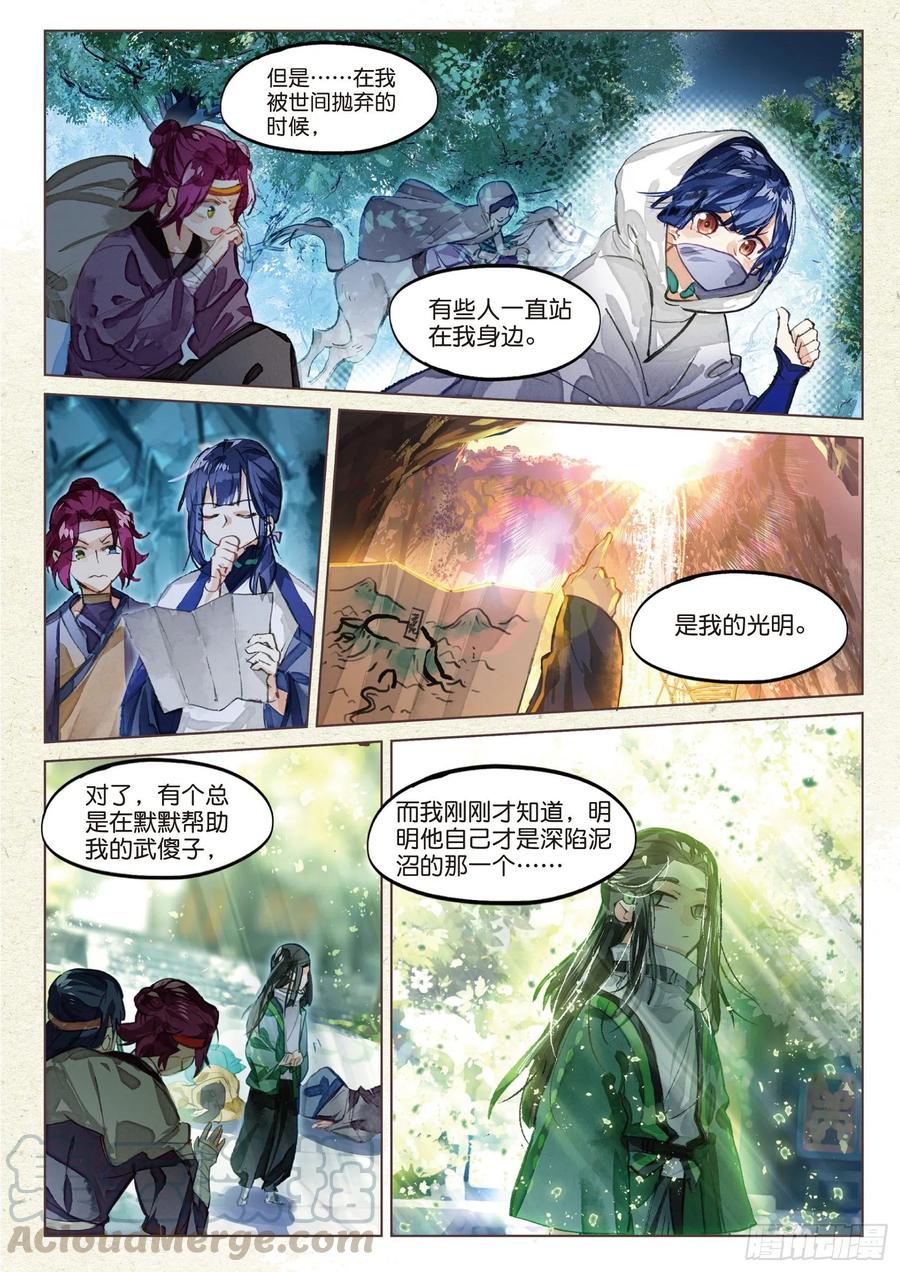 但是……在我
被世间抛弃的
时候，
有些人一直站
在我身边。
是我的光明。
对了，有个总
是在默默帮助
我的武傻子，
而我刚刚才知道，明
明他自己才是深陷泥
沼的那一个……
AcloudMerge.com
腾讯动漫